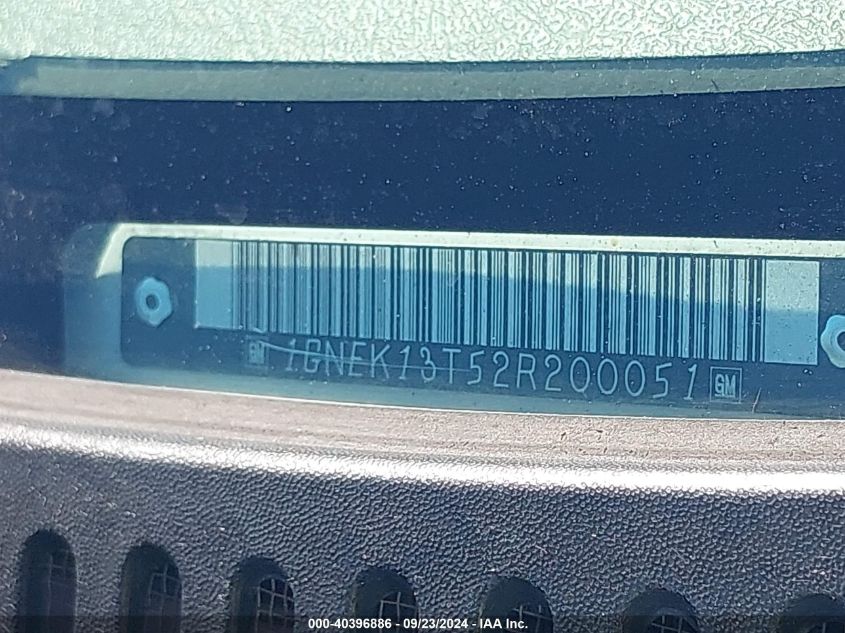 GM 1GNEK13T52R200051 GM
000-40396886 / 09/23/2024 - IAA Inc.